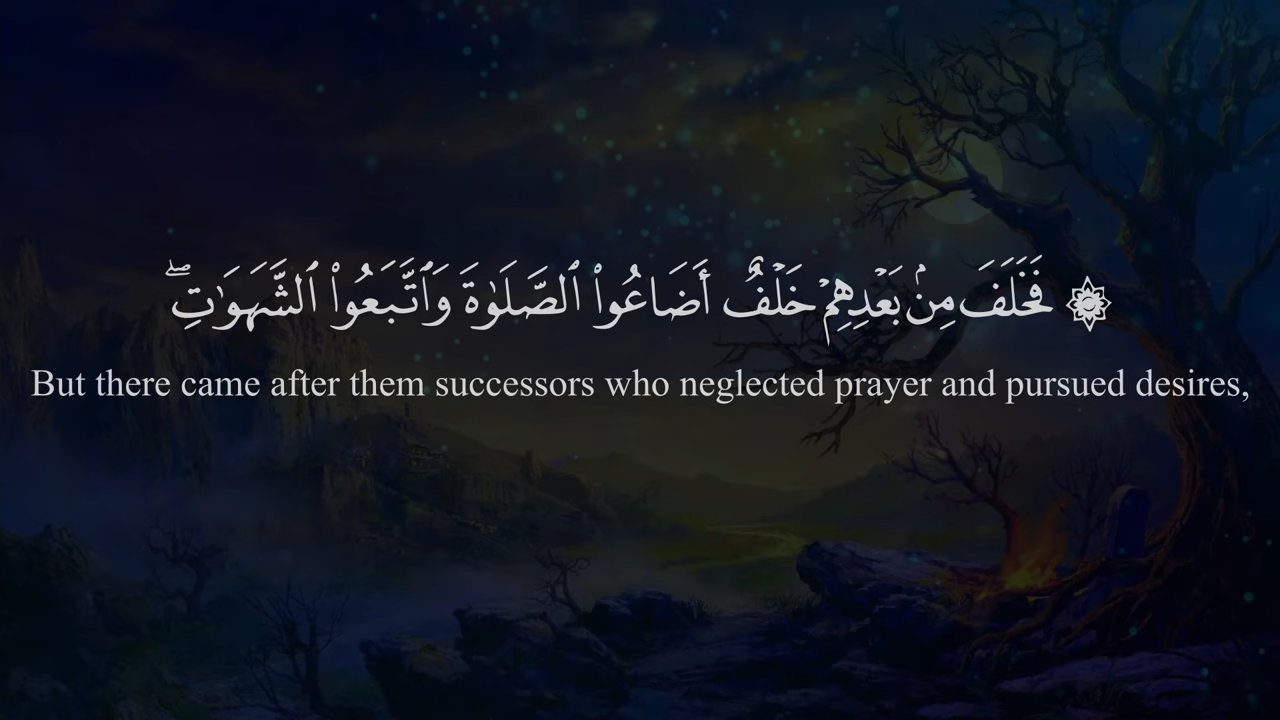 ۞ فَخَلَفَ مِنۢ بَعْدِهِمْ خَلْفٌ أَضَاعُوا۟ ٱلصَّلَوٰةَ وَٱتَّبَعُوا۟ ٱلشَّهَوَٰتِ ۖ
But there came after them successors who neglected prayer and pursued desires,